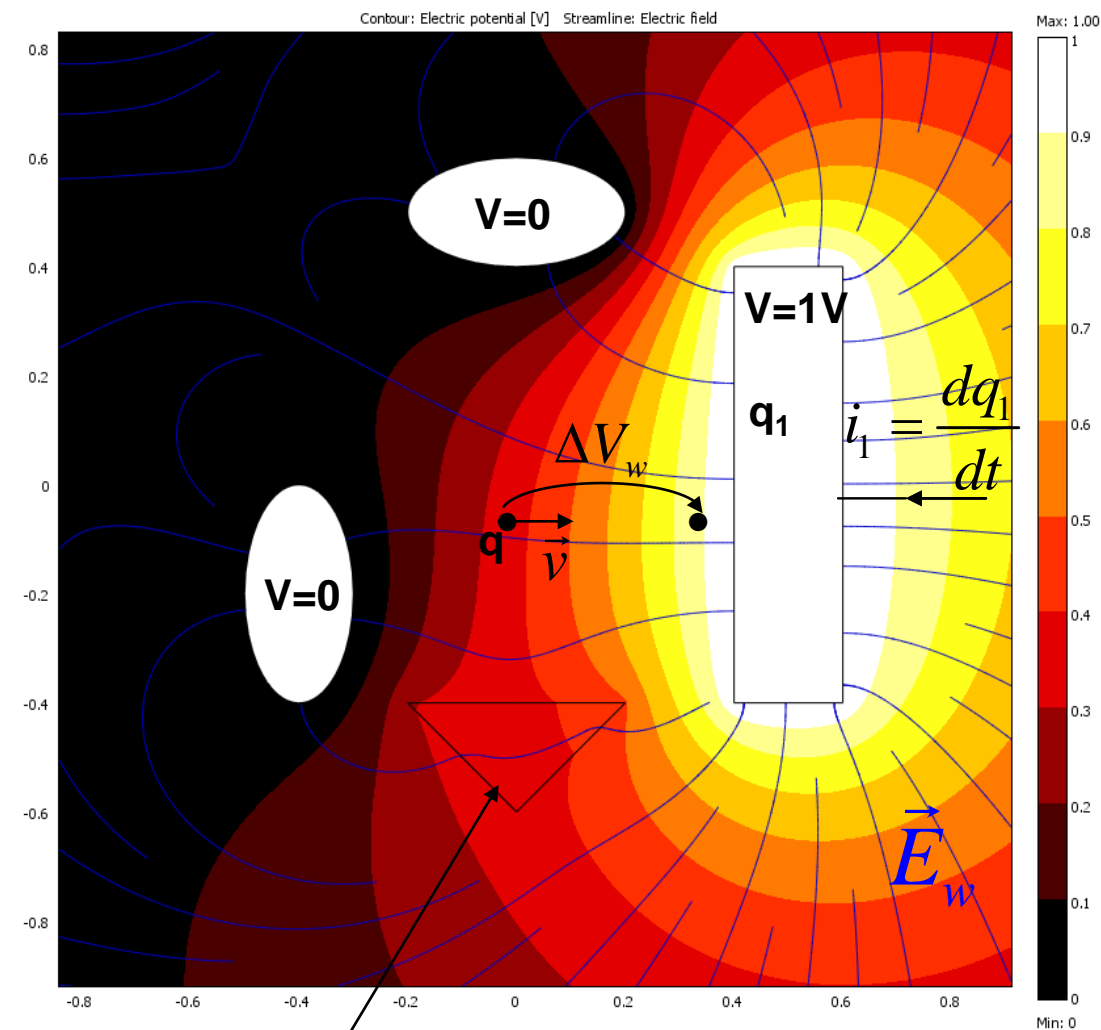 Contour: Electric potential [V]   Streamline: Electric field
Max: 1.00
0.8
0.6
0.4
0.2
0
-0.2
-0.4
-0.6
-0.8
V=0
V=1V
q₁
i₁ = dq₁/dt
ΔV_w
q
v⃗
V=0
E⃗_w
1
0.9
0.8
0.7
0.6
0.5
0.4
0.3
0.2
0.1
0
-0.8 -0.6 -0.4 -0.2 0 0.2 0.4 0.6 0.8
Min: 0